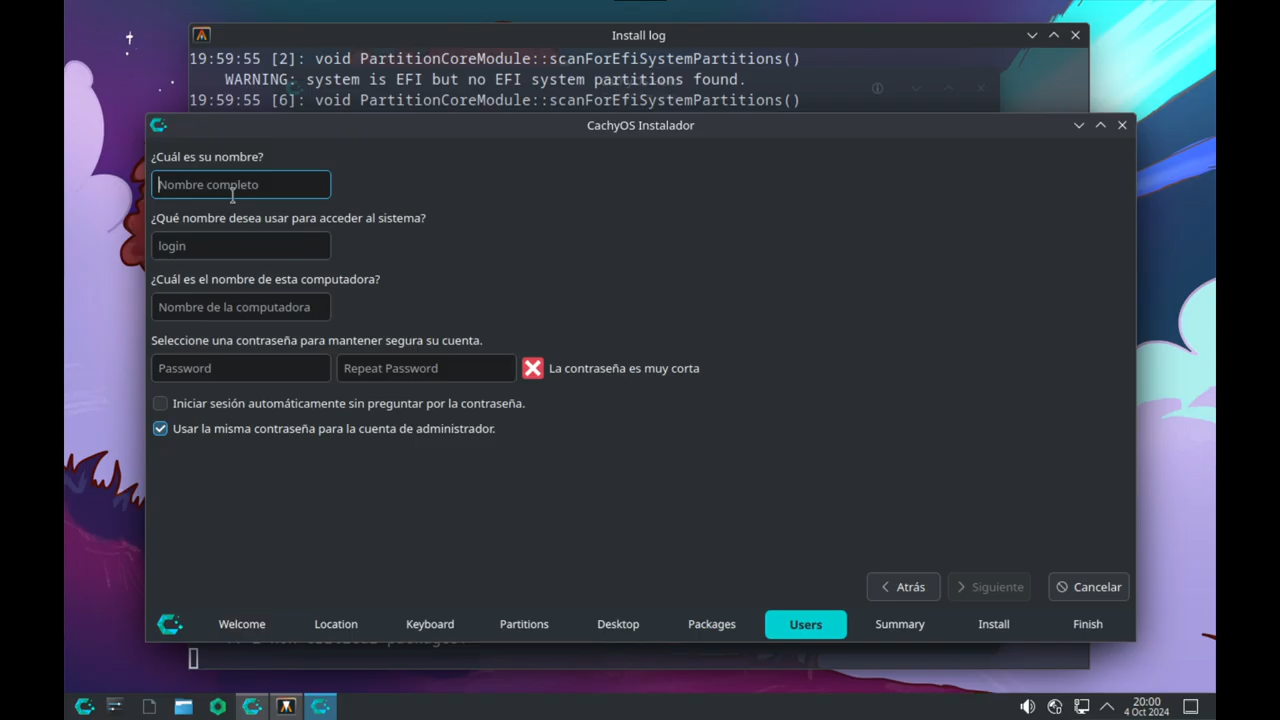 Install log
19:59:55 [2]: void PartitionCoreModule::scanForEfiSystemPartitions()
WARNING: system is EFI but no EFI system partitions found.
19:59:55 [6]: void PartitionCoreModule::scanForEfiSystemPartitions()
CachyOS Instalador
¿Cuál es su nombre?
Nombre completo
¿Qué nombre desea usar para acceder al sistema?
login
¿Cuál es el nombre de esta computadora?
Nombre de la computadora
Seleccione una contraseña para mantener segura su cuenta.
Password Repeat Password La contraseña es muy corta
Iniciar sesión automáticamente sin preguntar por la contraseña.
Usar la misma contraseña para la cuenta de administrador.
Atrás Siguiente Cancelar
Welcome Location Keyboard Partitions Desktop Packages Users Summary Install Finish
20:00
4 Oct 2024